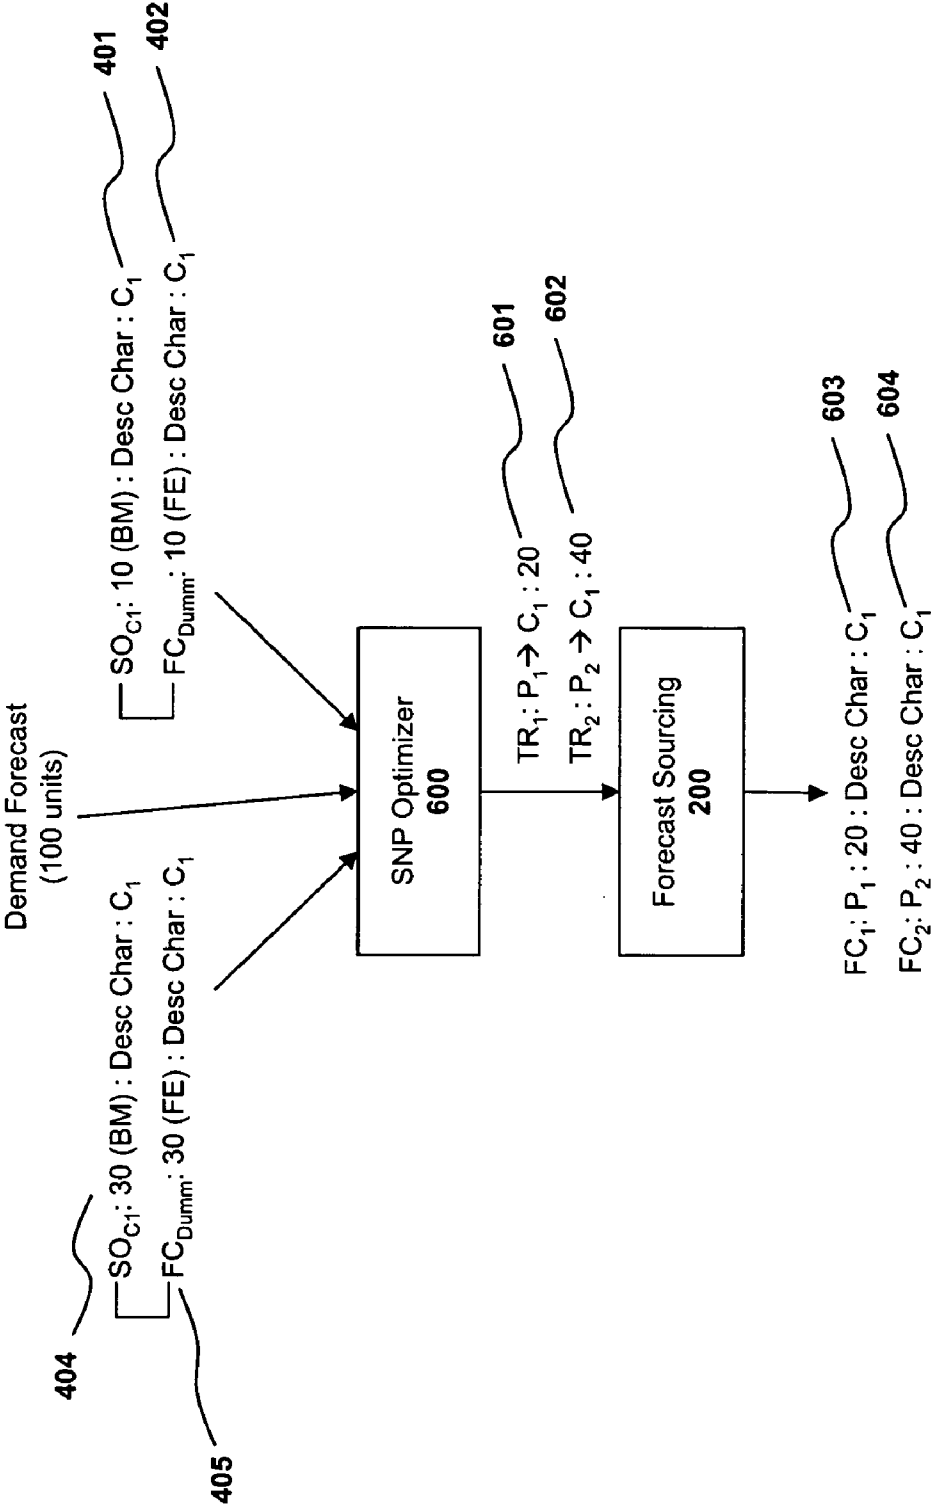 Demand Forecast
(100 units)
404
SO_C1: 30 (BM) : Desc Char : C_1
FC_Dumm: 30 (FE) : Desc Char : C_1
405
401
SO_C1: 10 (BM) : Desc Char : C_1
402
FC_Dumm: 10 (FE) : Desc Char : C_1
SNP Optimizer
600
TR_1: P_1 → C_1 : 20
601
TR_2: P_2 → C_1 : 40
602
Forecast Sourcing
200
FC_1: P_1 : 20 : Desc Char : C_1
603
FC_2: P_2 : 40 : Desc Char : C_1
604